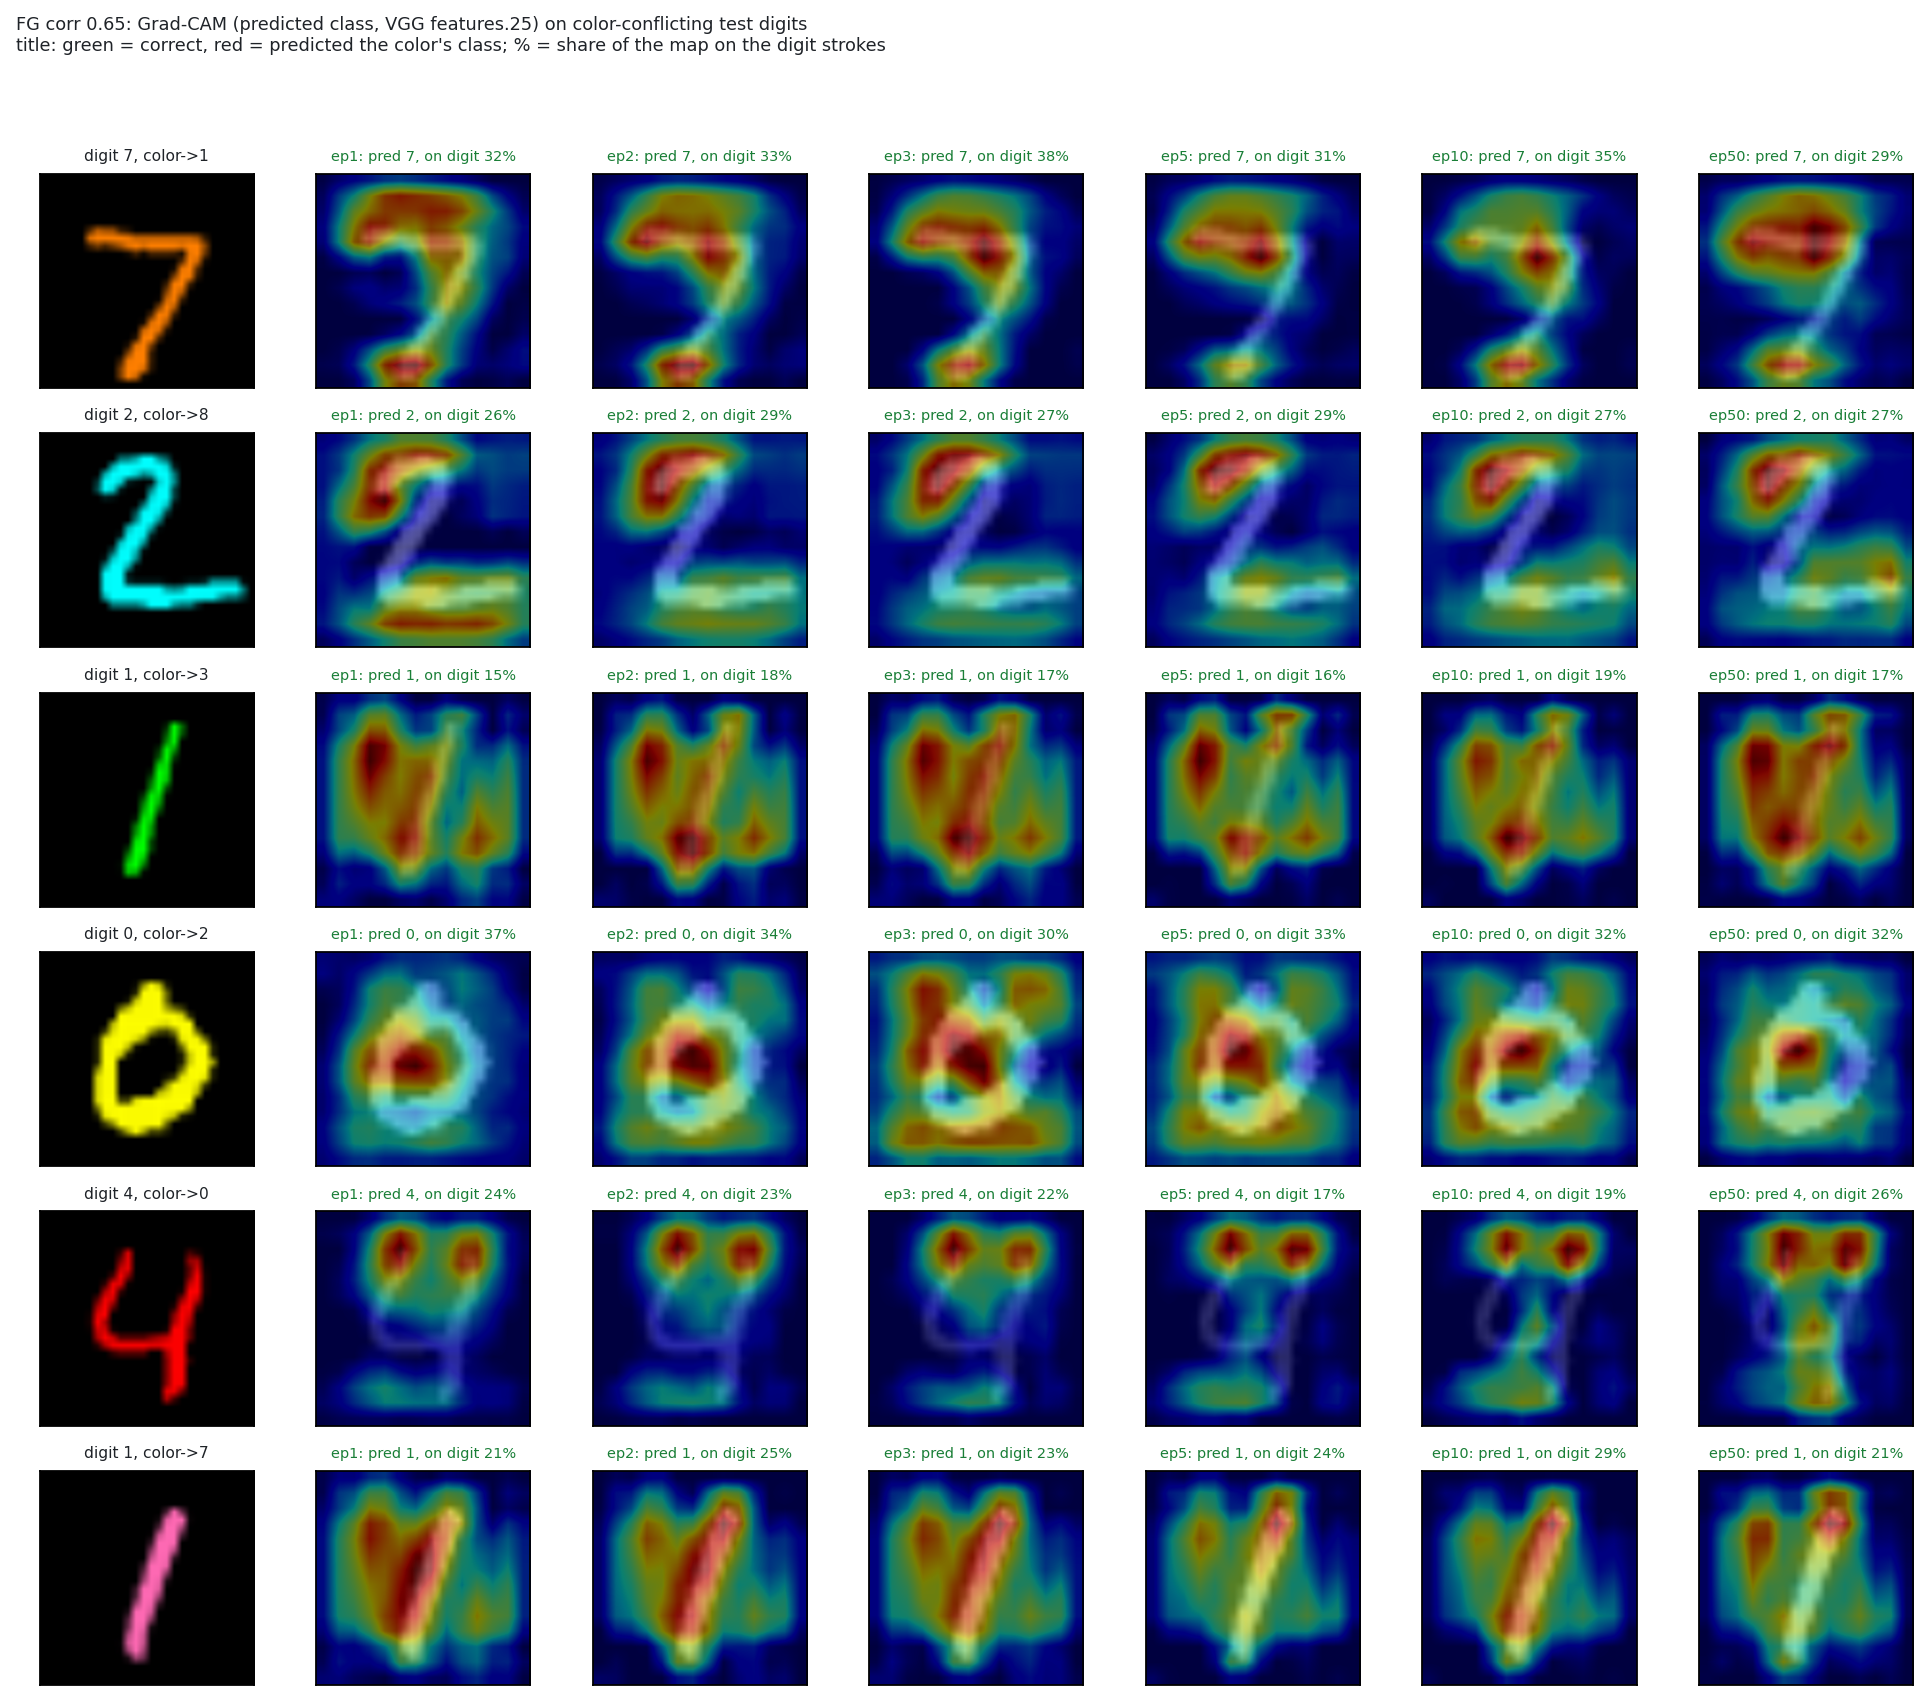 FG corr 0.65: Grad-CAM (predicted class, VGG features.25) on color-conflicting test digits
title: green = correct, red = predicted the color's class; % = share of the map on the digit strokes
digit 7, color->1
ep1: pred 7, on digit 32%
ep2: pred 7, on digit 33%
ep3: pred 7, on digit 38%
ep5: pred 7, on digit 31%
ep10: pred 7, on digit 35%
ep50: pred 7, on digit 29%
7
digit 2, color->8
ep1: pred 2, on digit 26%
ep2: pred 2, on digit 29%
ep3: pred 2, on digit 27%
ep5: pred 2, on digit 29%
ep10: pred 2, on digit 27%
ep50: pred 2, on digit 27%
2
digit 1, color->3
ep1: pred 1, on digit 15%
ep2: pred 1, on digit 18%
ep3: pred 1, on digit 17%
ep5: pred 1, on digit 16%
ep10: pred 1, on digit 19%
ep50: pred 1, on digit 17%
1
digit 0, color->2
ep1: pred 0, on digit 37%
ep2: pred 0, on digit 34%
ep3: pred 0, on digit 30%
ep5: pred 0, on digit 33%
ep10: pred 0, on digit 32%
ep50: pred 0, on digit 32%
0
digit 4, color->0
ep1: pred 4, on digit 24%
ep2: pred 4, on digit 23%
ep3: pred 4, on digit 22%
ep5: pred 4, on digit 17%
ep10: pred 4, on digit 19%
ep50: pred 4, on digit 26%
4
digit 1, color->7
ep1: pred 1, on digit 21%
ep2: pred 1, on digit 25%
ep3: pred 1, on digit 23%
ep5: pred 1, on digit 24%
ep10: pred 1, on digit 29%
ep50: pred 1, on digit 21%
1